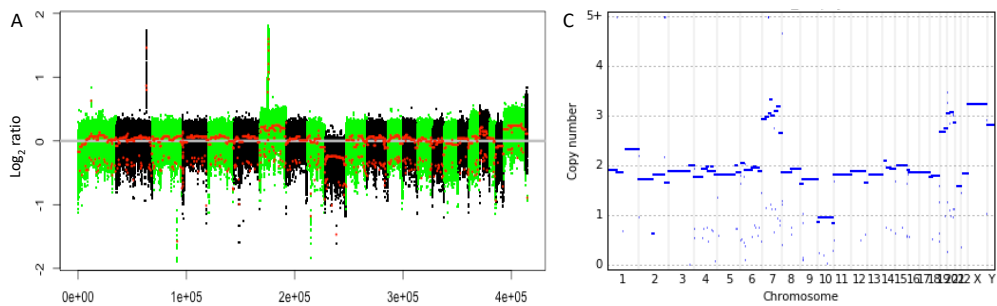 A
Log2 ratio
2
1
0
-1
-2
0e+00 1e+05 2e+05 3e+05 4e+05
C
Copy number
5+
4
3
2
1
0
1 2 3 4 5 6 7 8 9 10 11 12 13 14 15 16 17 18 19 20 21 22 X Y
Chromosome